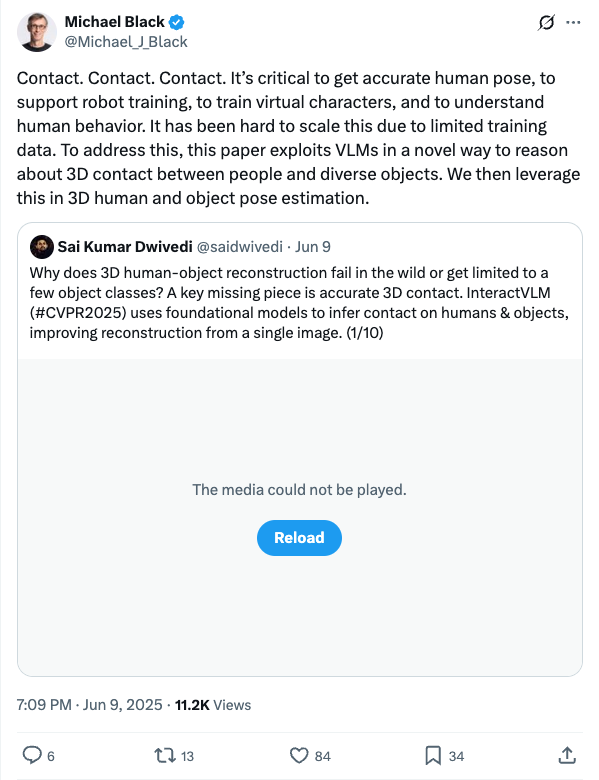 Michael Black
@Michael_J_Black
Contact. Contact. Contact. It’s critical to get accurate human pose, to
support robot training, to train virtual characters, and to understand
human behavior. It has been hard to scale this due to limited training
data. To address this, this paper exploits VLMs in a novel way to reason
about 3D contact between people and diverse objects. We then leverage
this in 3D human and object pose estimation.
Sai Kumar Dwivedi @saidwivedi · Jun 9
Why does 3D human-object reconstruction fail in the wild or get limited to a
few object classes? A key missing piece is accurate 3D contact. InteractVLM
(#CVPR2025) uses foundational models to infer contact on humans & objects,
improving reconstruction from a single image. (1/10)
The media could not be played.
Reload
7:09 PM · Jun 9, 2025 · 11.2K Views
6 13 84 34